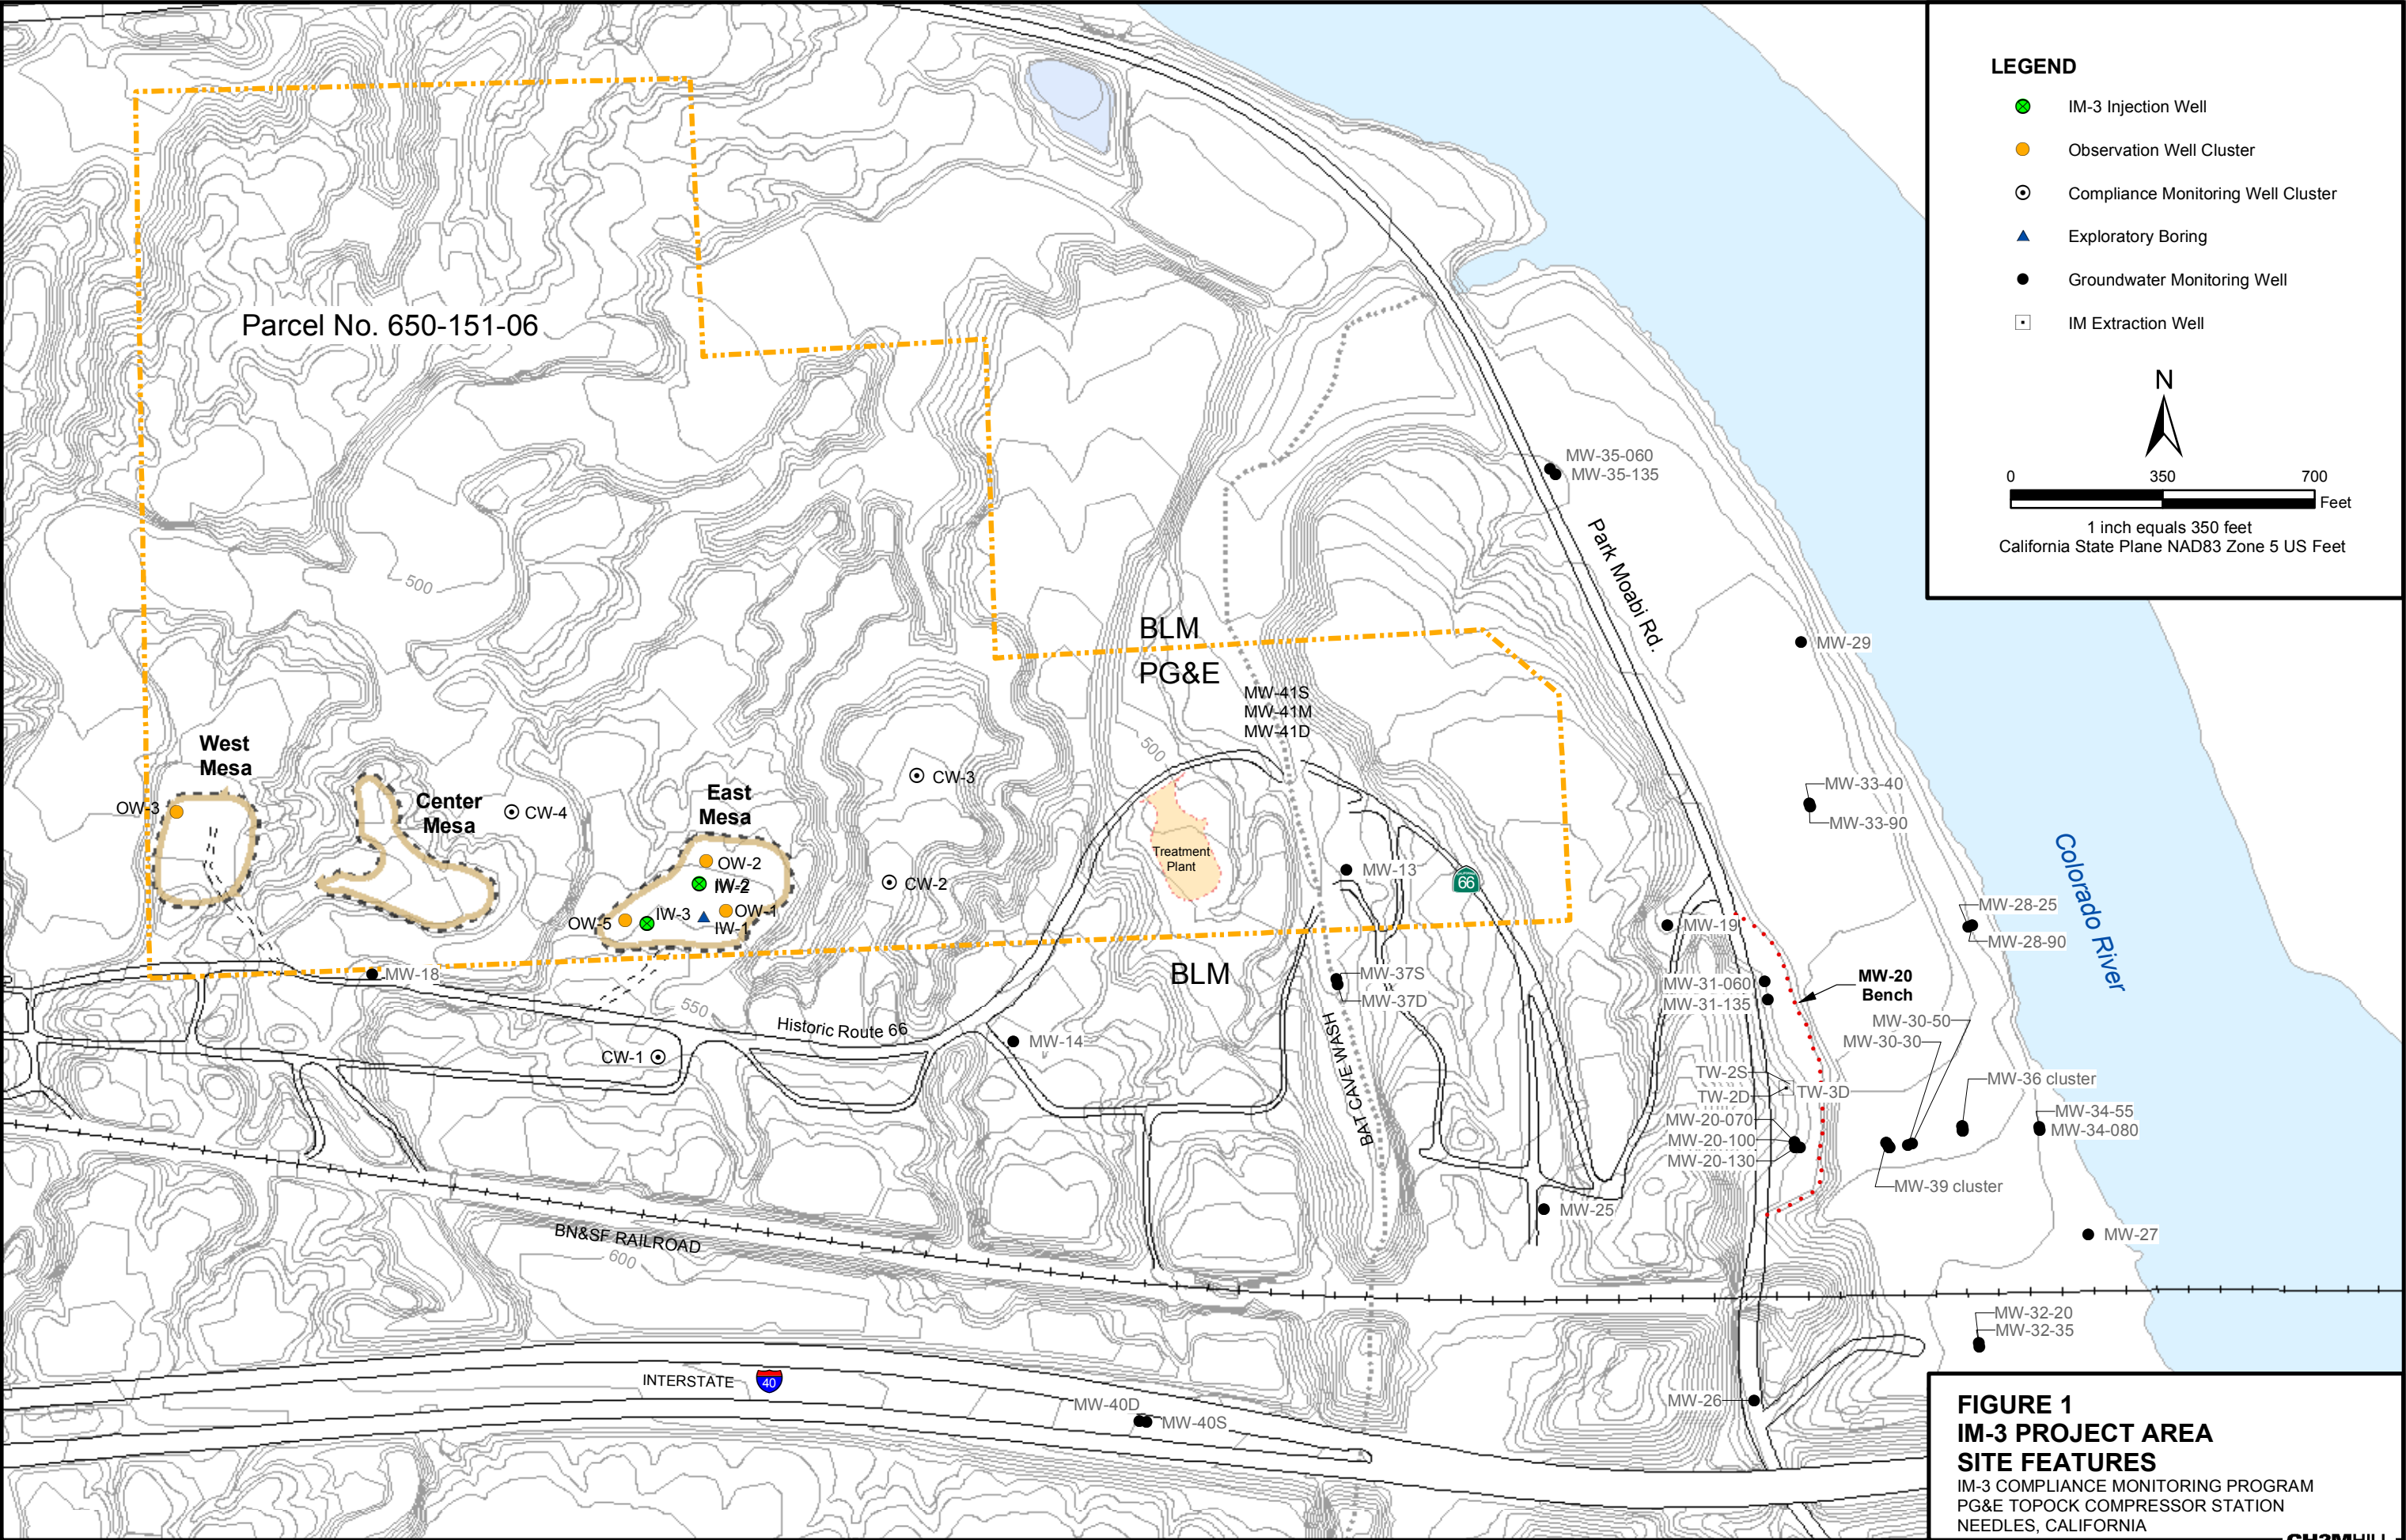 LEGEND
IM-3 Injection Well
Observation Well Cluster
Compliance Monitoring Well Cluster
Exploratory Boring
Groundwater Monitoring Well
IM Extraction Well
N
0 350 700
Feet
1 inch equals 350 feet
California State Plane NAD83 Zone 5 US Feet
Parcel No. 650-151-06
MW-35-060
MW-35-135
Park Moabi Rd.
500
BLM
PG&E
MW-29
MW-41S
MW-41M
MW-41D
500
West
Mesa
OW-3
Center
Mesa
CW-4
East
Mesa
CW-3
OW-2
IW-2
CW-2
OW-5
IW-3
OW-1
IW-1
Treatment
Plant
MW-13
66
MW-33-40
MW-33-90
Colorado River
MW-28-25
MW-28-90
MW-19
MW-18
BLM
MW-37S
MW-37D
MW-31-060
MW-31-135
MW-20
Bench
MW-30-50
MW-30-30
550
Historic Route 66
MW-14
CW-1
BAT CAVE WASH
TW-2S
TW-2D
TW-3D
MW-36 cluster
MW-34-55
MW-34-080
MW-20-070
MW-20-100
MW-20-130
MW-39 cluster
MW-25
MW-27
BN&SF RAILROAD
600
MW-32-20
MW-32-35
INTERSTATE 40
MW-40D
MW-40S
MW-26
FIGURE 1
IM-3 PROJECT AREA
SITE FEATURES
IM-3 COMPLIANCE MONITORING PROGRAM
PG&E TOPOCK COMPRESSOR STATION
NEEDLES, CALIFORNIA
CH2MHILL